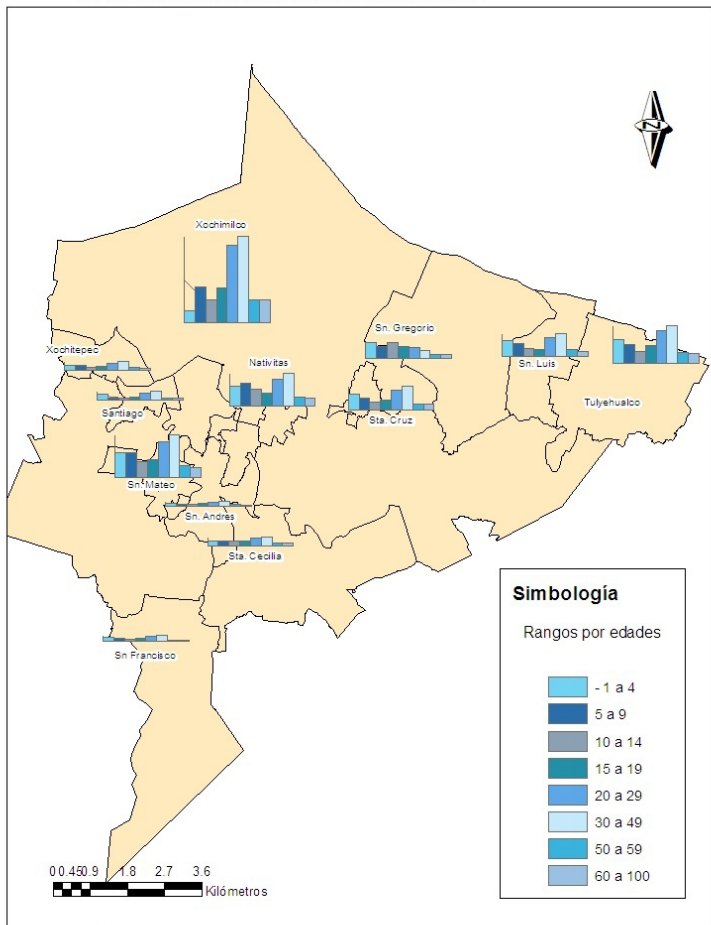 Xochimilco
Sn. Gregorio
Xochitepec
Nativitas
Sn. Luis
Tulyehualco
Santiago
Sta. Cruz
Sn. Mateo
Sn. Andres
Sta. Cecilia
Sn Francisco
N
Simbología
Rangos por edades
- 1 a 4
5 a 9
10 a 14
15 a 19
20 a 29
30 a 49
50 a 59
60 a 100
0 0.45 0.9 1.8 2.7 3.6
Kilómetros